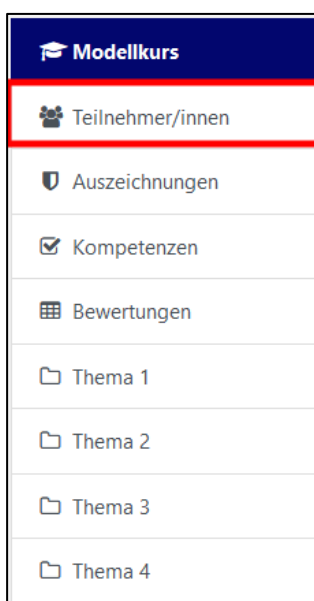 Modellkurs
Teilnehmer/innen
Auszeichnungen
Kompetenzen
Bewertungen
Thema 1
Thema 2
Thema 3
Thema 4